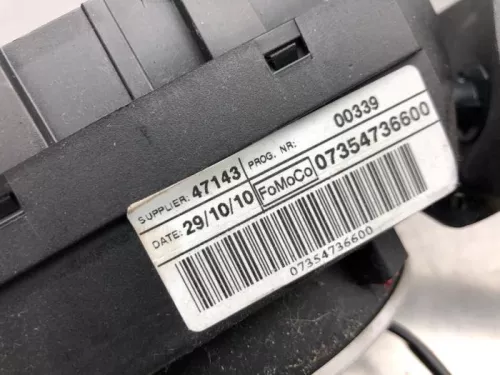 SUPPLIER: 47143 PROG. NR: 00339
DATE: 29/10/10 FoMoCo 07354736600
07354736600